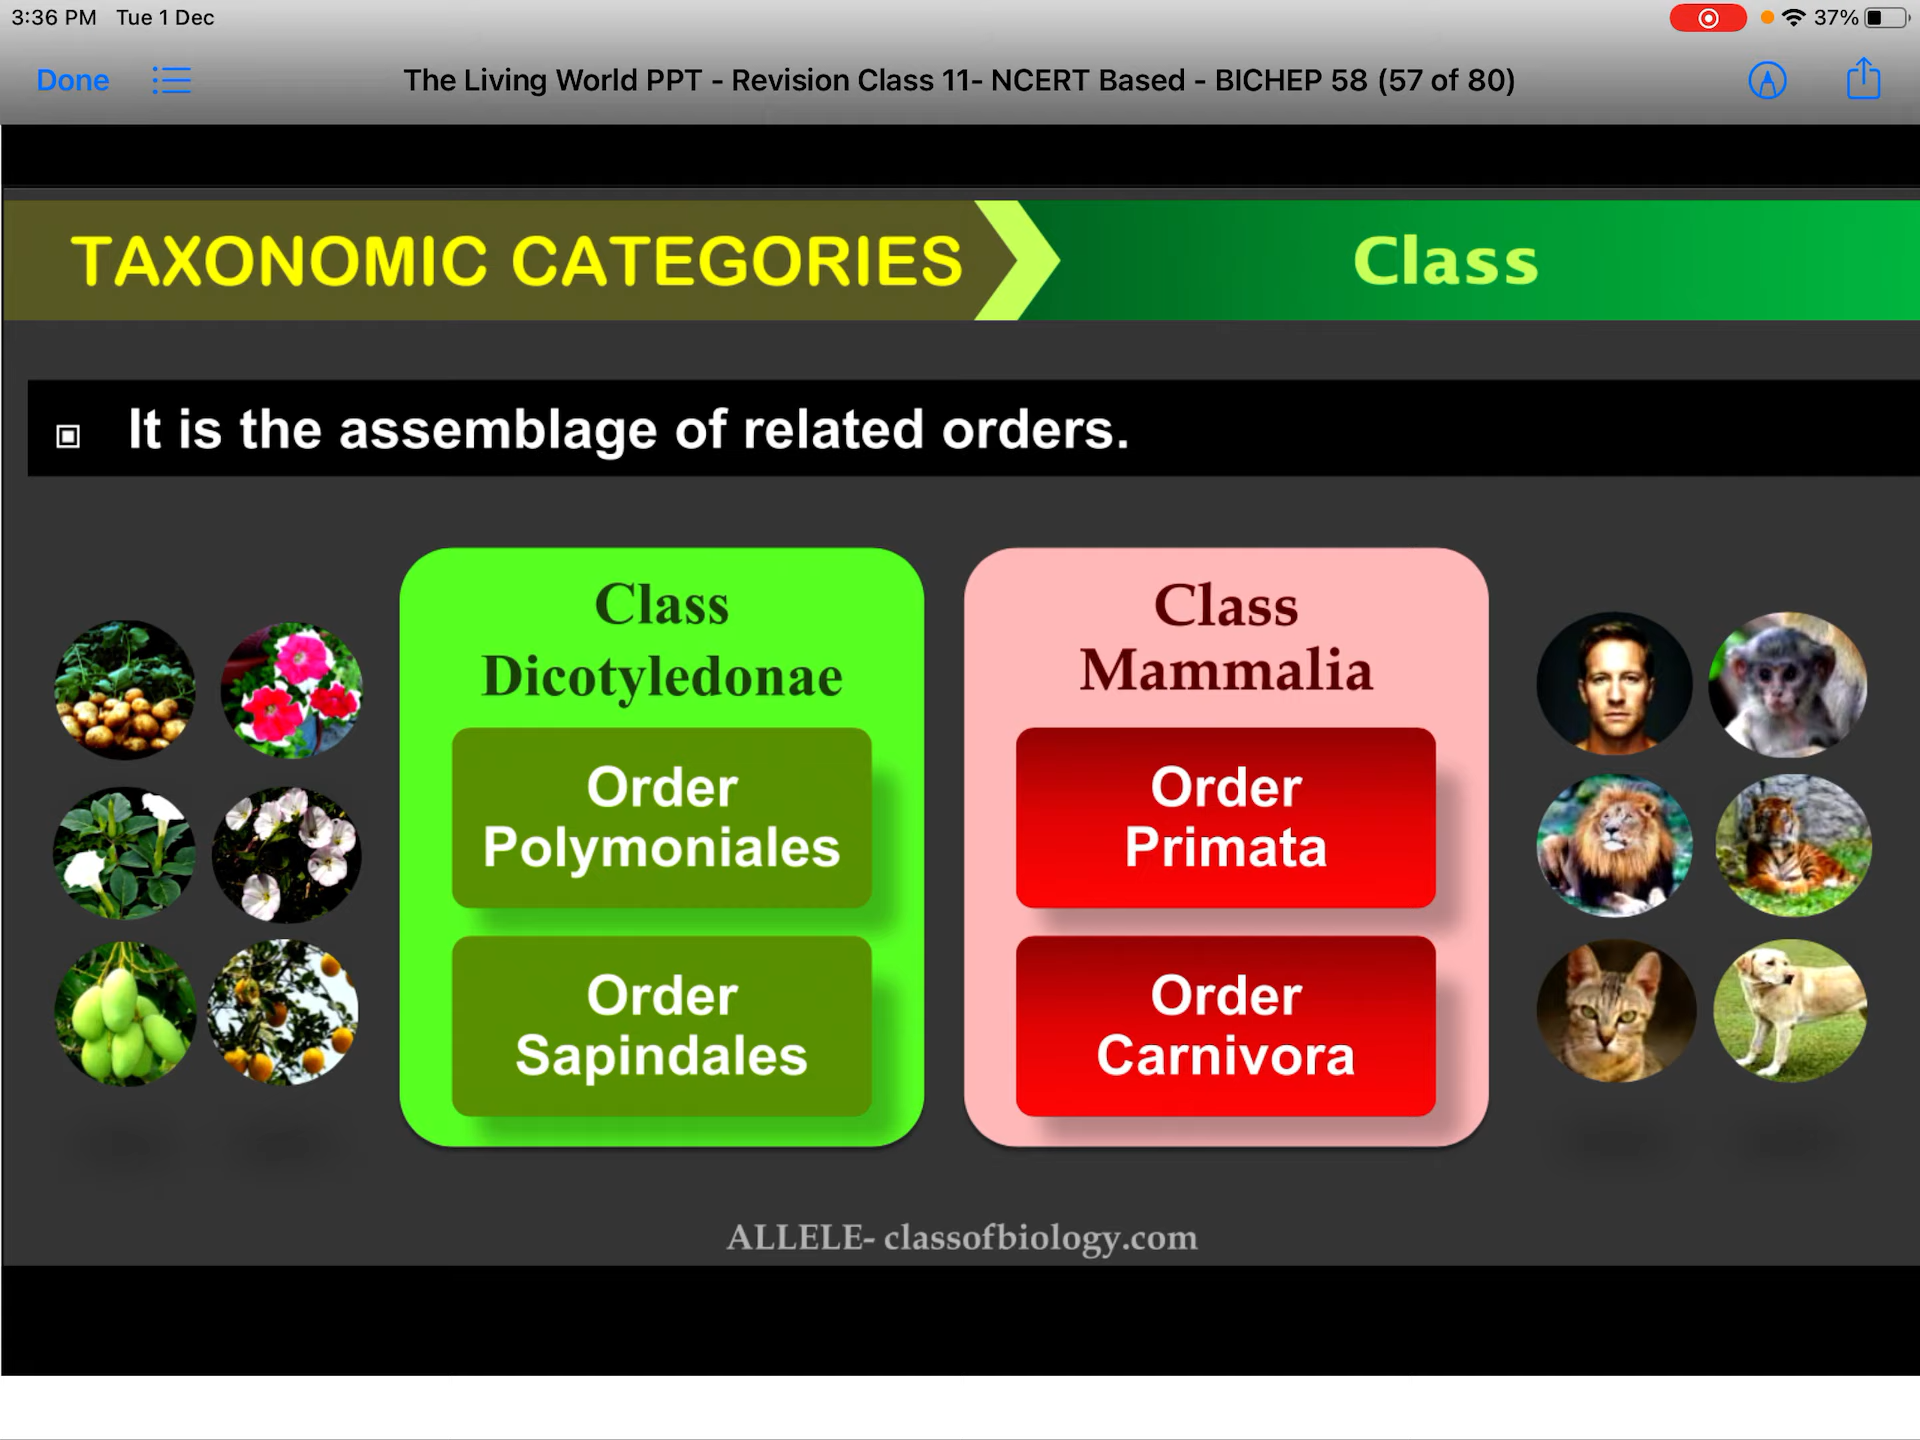 3:36 PM Tue 1 Dec
37%
Done
The Living World PPT - Revision Class 11- NCERT Based - BICHEP 58 (57 of 80)
TAXONOMIC CATEGORIES
Class
It is the assemblage of related orders.
Class
Dicotyledonae
Order
Polymoniales
Order
Sapindales
Class
Mammalia
Order
Primata
Order
Carnivora
ALLELE- classofbiology.com